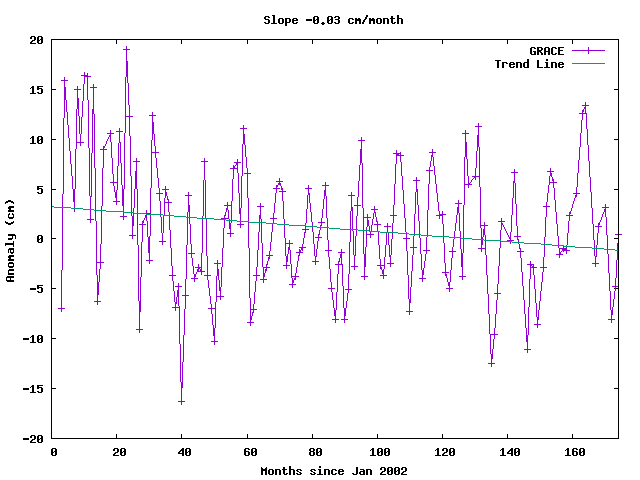 Slope -0.03 cm/month
GRACE
Trend Line
20
15
10
5
0
-5
-10
-15
-20
Anomaly (cm)
0 20 40 60 80 100 120 140 160
Months since Jan 2002